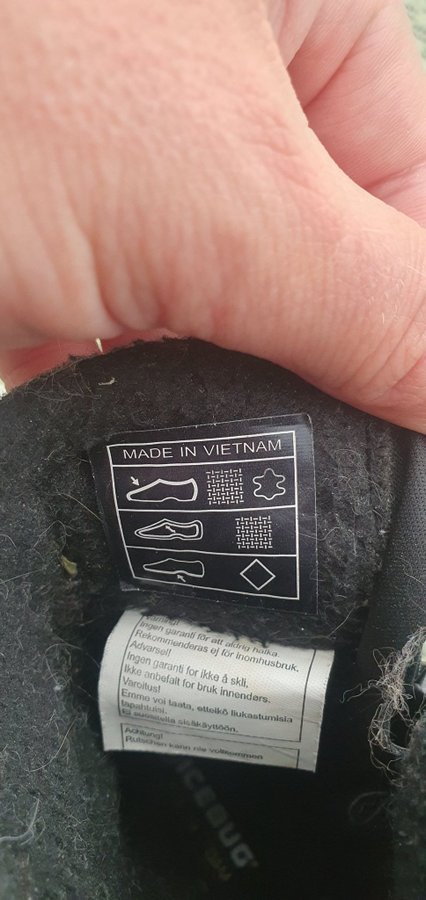 MADE IN VIETNAM
Varning!
Ingen garanti för att aldrig halka.
Rekommenderas ej för inomhusbruk.
Advarsel!
Ingen garanti for ikke å skli.
Ikke anbefalt for bruk innendørs.
Varoitus!
Emme voi taata, etteikö liukastumisia
tapahtuisi.
Ei suositella sisäkäyttöön.
Achtung!
Rutschen kann nie vollkommen
ICEBUG